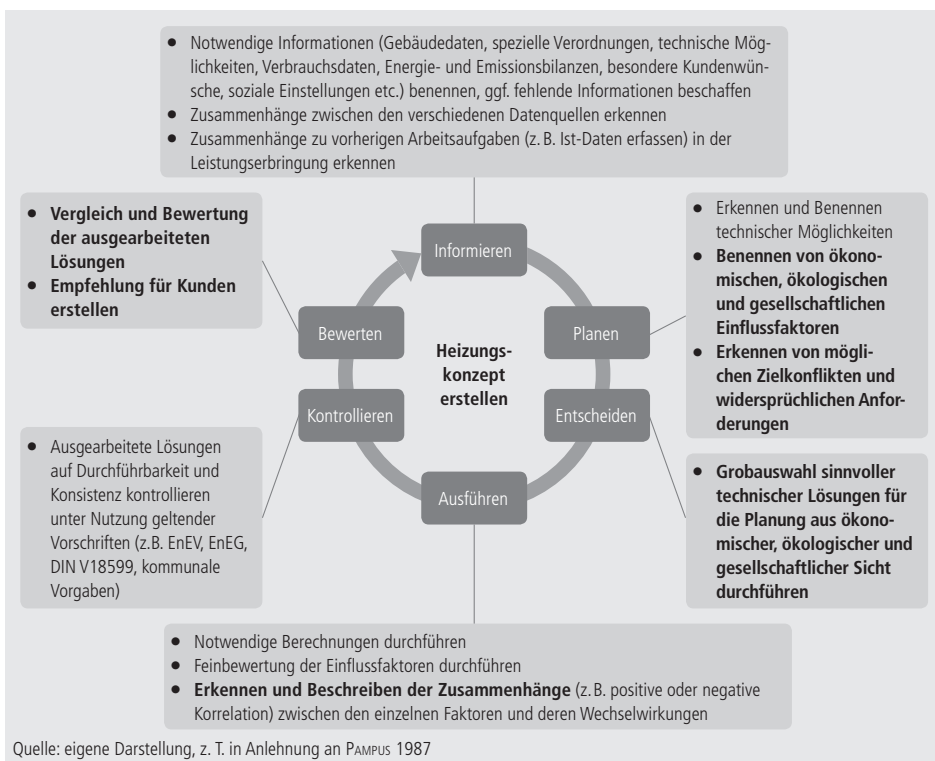 ● Notwendige Informationen (Gebäudedaten, spezielle Verordnungen, technische Mög-
lichkeiten, Verbrauchsdaten, Energie- und Emissionsbilanzen, besondere Kundenwün-
sche, soziale Einstellungen etc.) benennen, ggf. fehlende Informationen beschaffen
● Zusammenhänge zwischen den verschiedenen Datenquellen erkennen
● Zusammenhänge zu vorherigen Arbeitsaufgaben (z. B. Ist-Daten erfassen) in der
Leistungserbringung erkennen
● Vergleich und Bewertung
der ausgearbeiteten
Lösungen
● Empfehlung für Kunden
erstellen
Informieren
● Erkennen und Benennen
technischer Möglichkeiten
● Benennen von ökono-
mischen, ökologischen
und gesellschaftlichen
Einflussfaktoren
● Erkennen von mögli-
chen Zielkonflikten und
widersprüchlichen Anfor-
derungen
Bewerten
Planen
Heizungs-
konzept
erstellen
Kontrollieren
Entscheiden
Ausführen
● Ausgearbeitete Lösungen
auf Durchführbarkeit und
Konsistenz kontrollieren
unter Nutzung geltender
Vorschriften (z.B. EnEV, EnEG,
DIN V18599, kommunale
Vorgaben)
● Grobauswahl sinnvoller
technischer Lösungen für
die Planung aus ökono-
mischer, ökologischer und
gesellschaftlicher Sicht
durchführen
● Notwendige Berechnungen durchführen
● Feinbewertung der Einflussfaktoren durchführen
● Erkennen und Beschreiben der Zusammenhänge (z. B. positive oder negative
Korrelation) zwischen den einzelnen Faktoren und deren Wechselwirkungen
Quelle: eigene Darstellung, z. T. in Anlehnung an PAMPUS 1987